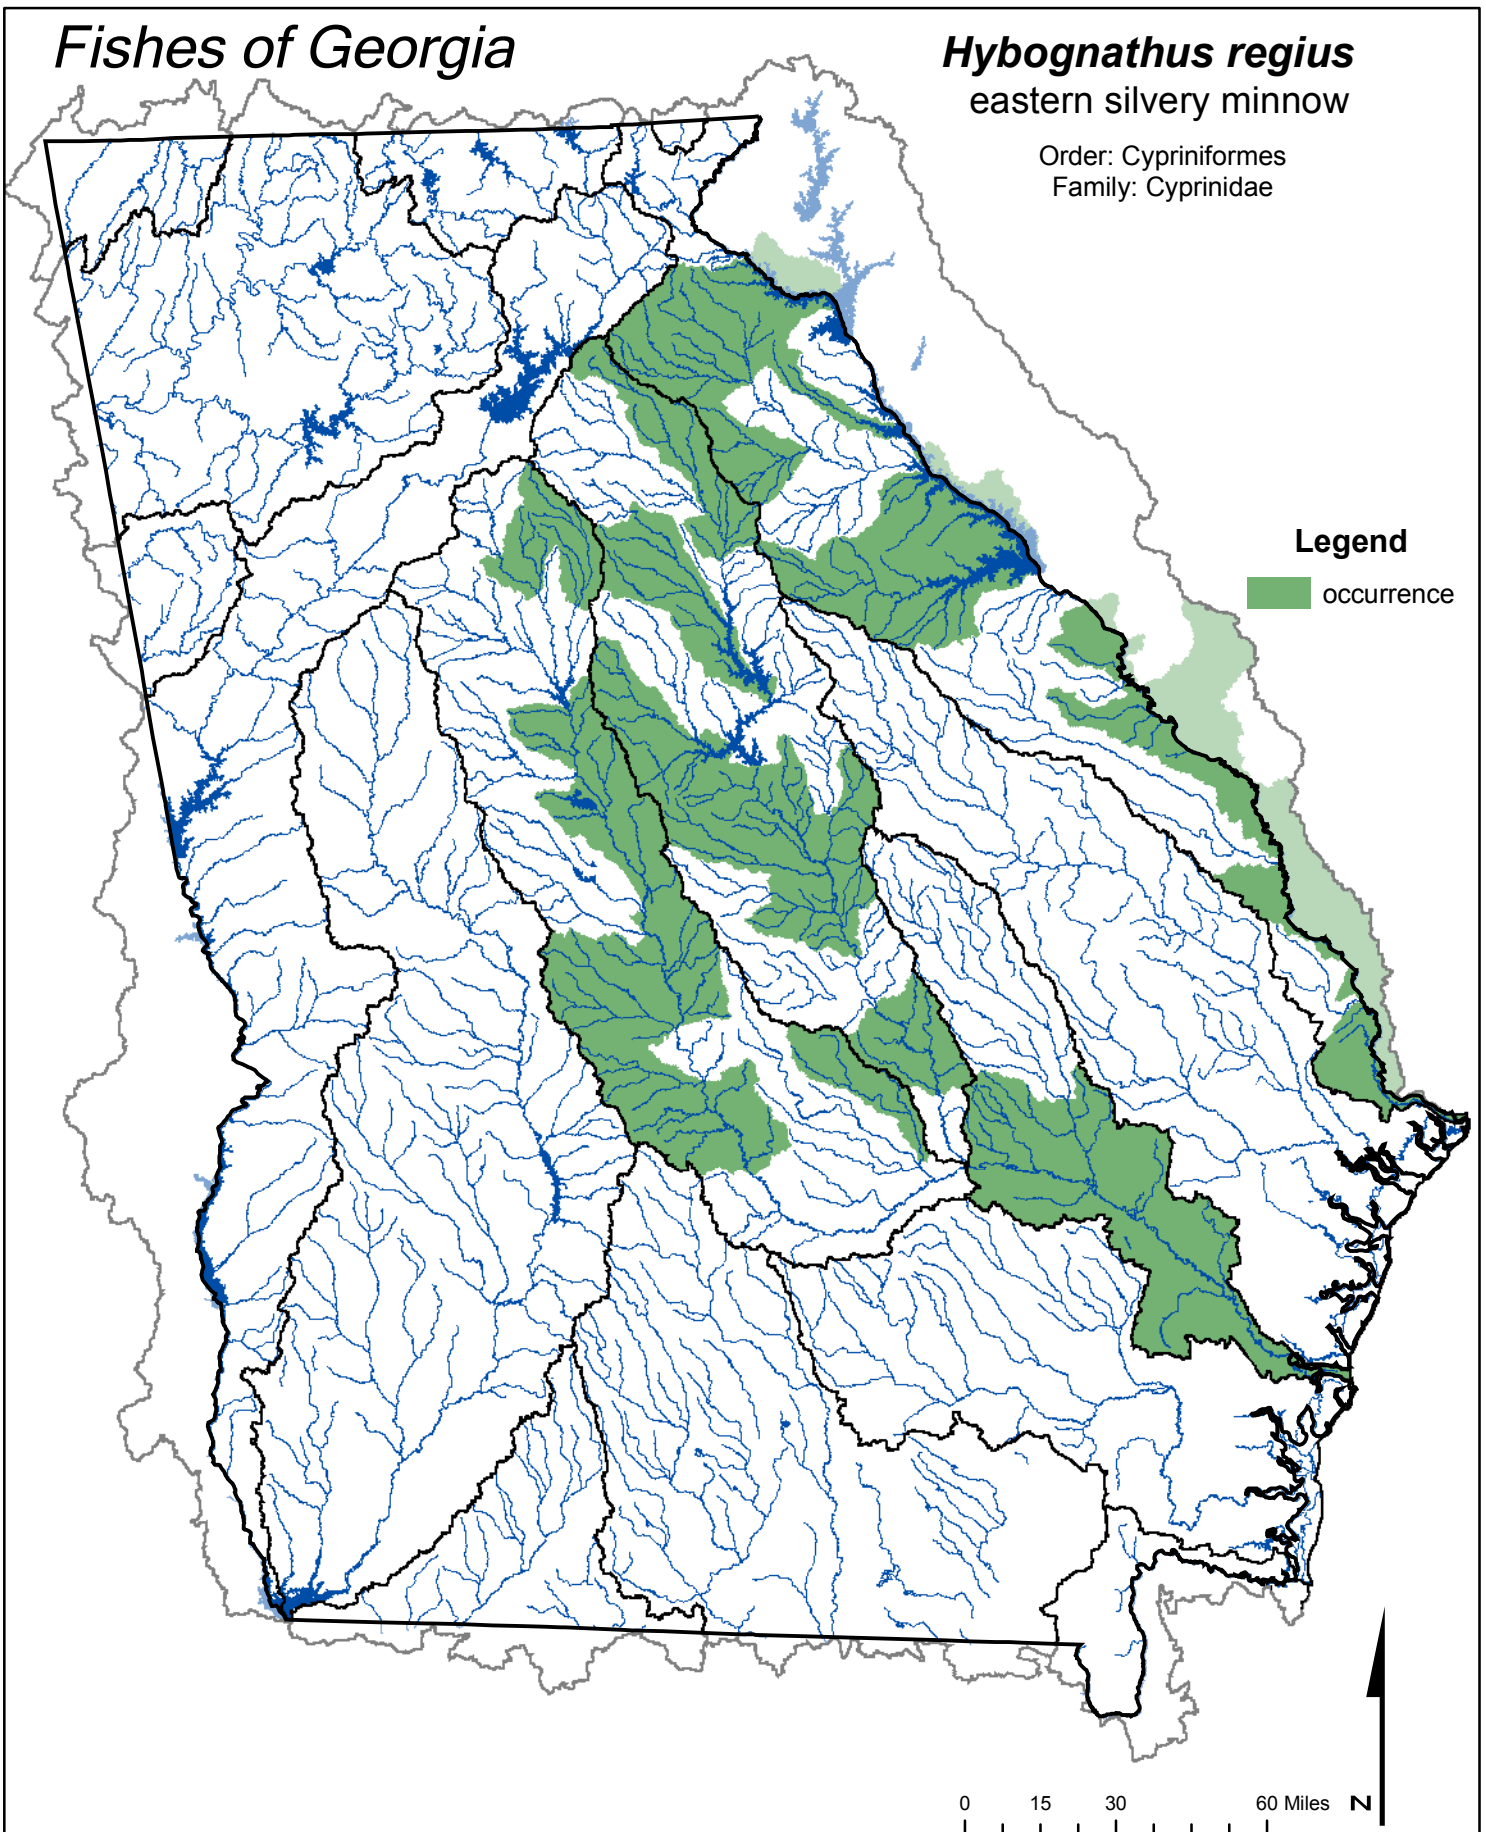 Fishes of Georgia
Hybognathus regius
eastern silvery minnow
Order: Cypriniformes
Family: Cyprinidae
Legend
occurrence
0 15 30 60 Miles
N